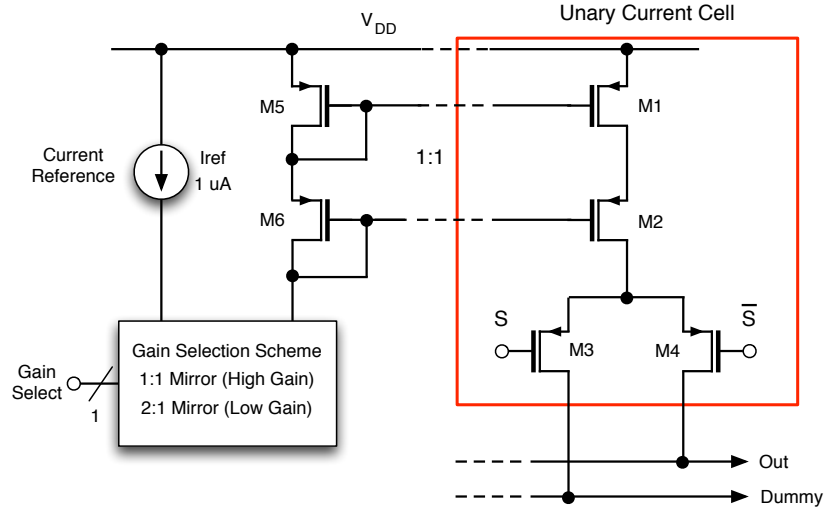 Unary Current Cell
V_DD
M5
M1
Current
Reference
Iref
1 uA
1:1
M6
M2
S
S̅
M3
M4
Gain Selection Scheme
1:1 Mirror (High Gain)
2:1 Mirror (Low Gain)
Gain
Select
1
Out
Dummy